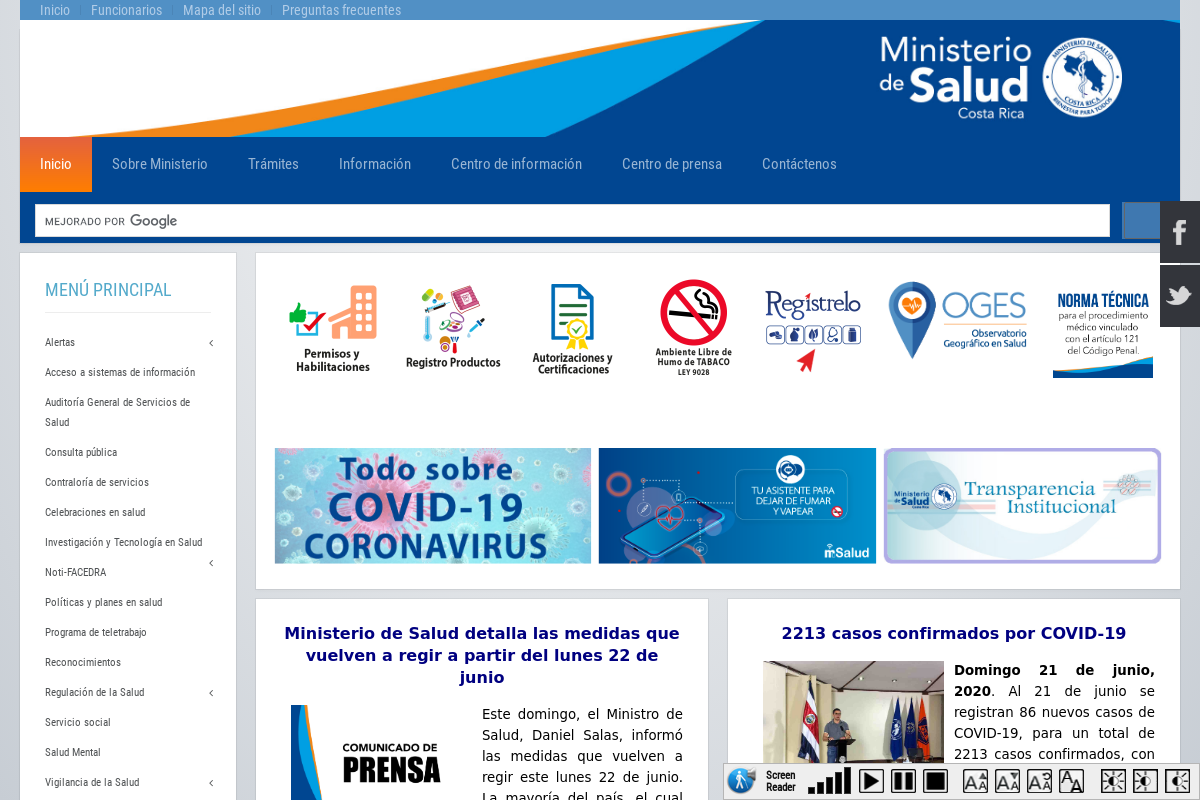 Inicio Funcionarios Mapa del sitio Preguntas frecuentes
Ministerio
de Salud
Costa Rica
MINISTERIO DE SALUD
COSTA RICA
BIENESTAR PARA TODOS
Inicio Sobre Ministerio Trámites Información Centro de información Centro de prensa Contáctenos
MEJORADO POR Google
MENÚ PRINCIPAL
Alertas
Acceso a sistemas de información
Auditoría General de Servicios de
Salud
Consulta pública
Contraloría de servicios
Celebraciones en salud
Investigación y Tecnología en Salud
Noti-FACEDRA
Políticas y planes en salud
Programa de teletrabajo
Reconocimientos
Regulación de la Salud
Servicio social
Salud Mental
Vigilancia de la Salud
Permisos y
Habilitaciones
Registro Productos
Autorizaciones y
Certificaciones
Ambiente Libre de
Humo de TABACO
LEY 9028
Regístrelo
OGES
Observatorio
Geográfico en Salud
NORMA TÉCNICA
para el procedimiento
médico vinculado
con el artículo 121
del Código Penal.
Todo sobre
COVID-19
CORONAVIRUS
TU ASISTENTE PARA
DEJAR DE FUMAR
Y VAPEAR
mSalud
Ministerio
de Salud
Costa Rica
Transparencia
Institucional
Ministerio de Salud detalla las medidas que
vuelven a regir a partir del lunes 22 de
junio
COMUNICADO DE
PRENSA
Este domingo, el Ministro de
Salud, Daniel Salas, informó
las medidas que vuelven a
regir este lunes 22 de junio.
La mayoría del país, el cual
2213 casos confirmados por COVID-19
Domingo 21 de junio,
2020. Al 21 de junio se
registran 86 nuevos casos de
COVID-19, para un total de
2213 casos confirmados, con
Screen
Reader